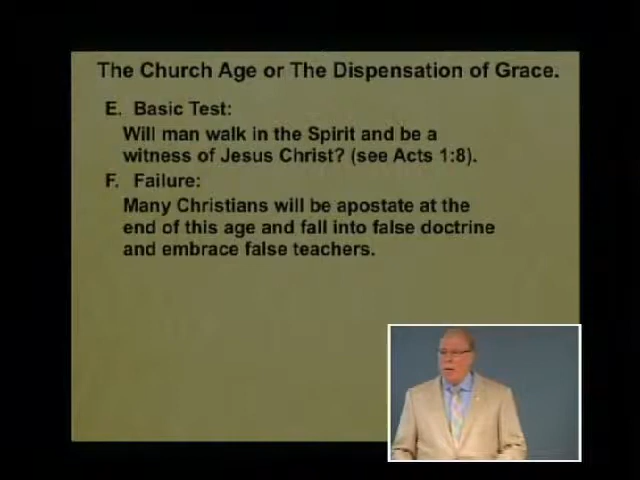 The Church Age or The Dispensation of Grace.
E. Basic Test:
Will man walk in the Spirit and be a
witness of Jesus Christ? (see Acts 1:8).
F. Failure:
Many Christians will be apostate at the
end of this age and fall into false doctrine
and embrace false teachers.